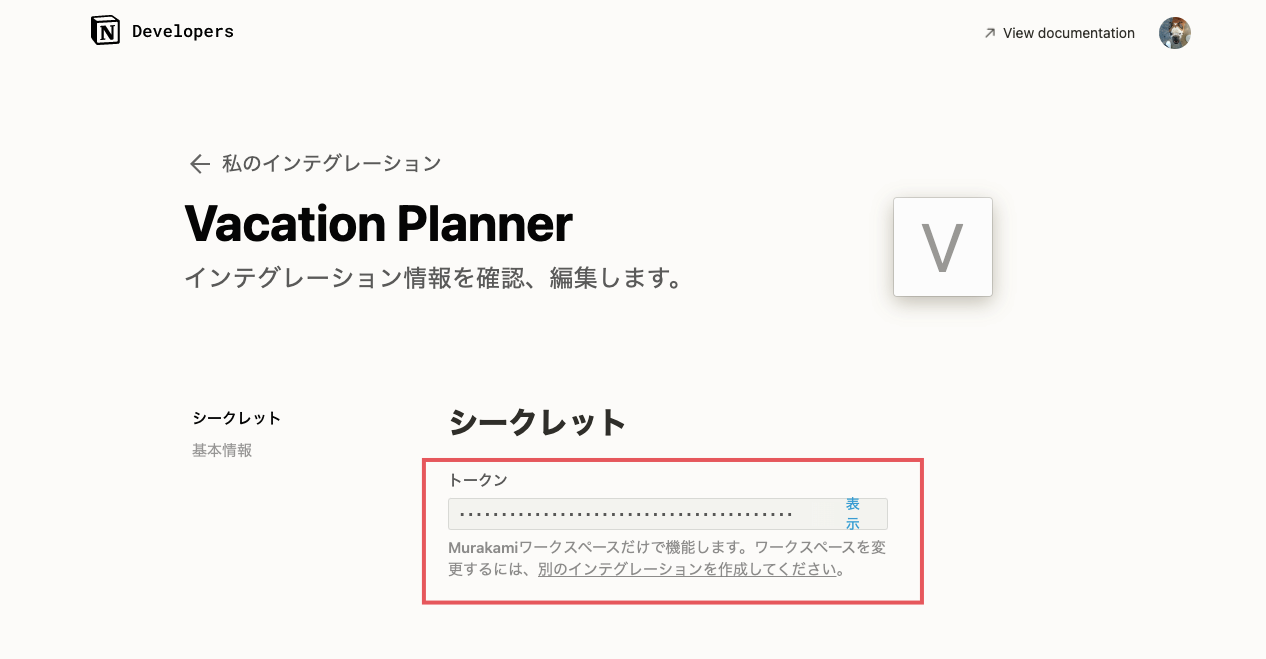 N Developers
View documentation
← 私のインテグレーション
Vacation Planner
V
インテグレーション情報を確認、編集します。
シークレット
基本情報
シークレット
トークン
表
示
Murakamiワークスペースだけで機能します。ワークスペースを変
更するには、別のインテグレーションを作成してください。